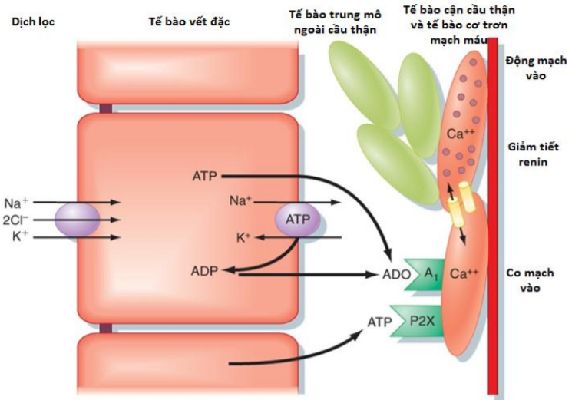 Dịch lọc
Tế bào vết đặc
Tế bào trung mô
ngoài cầu thận
Tế bào cận cầu thận
và tế bào cơ trơn
mạch máu
Động mạch
vào
Ca⁺⁺
Giảm tiết
renin
ATP
Na⁺
2Cl⁻
K⁺
Na⁺
ATP
K⁺
ADP
ADO
A₁
Ca⁺⁺
Co mạch
vào
ATP
P2X